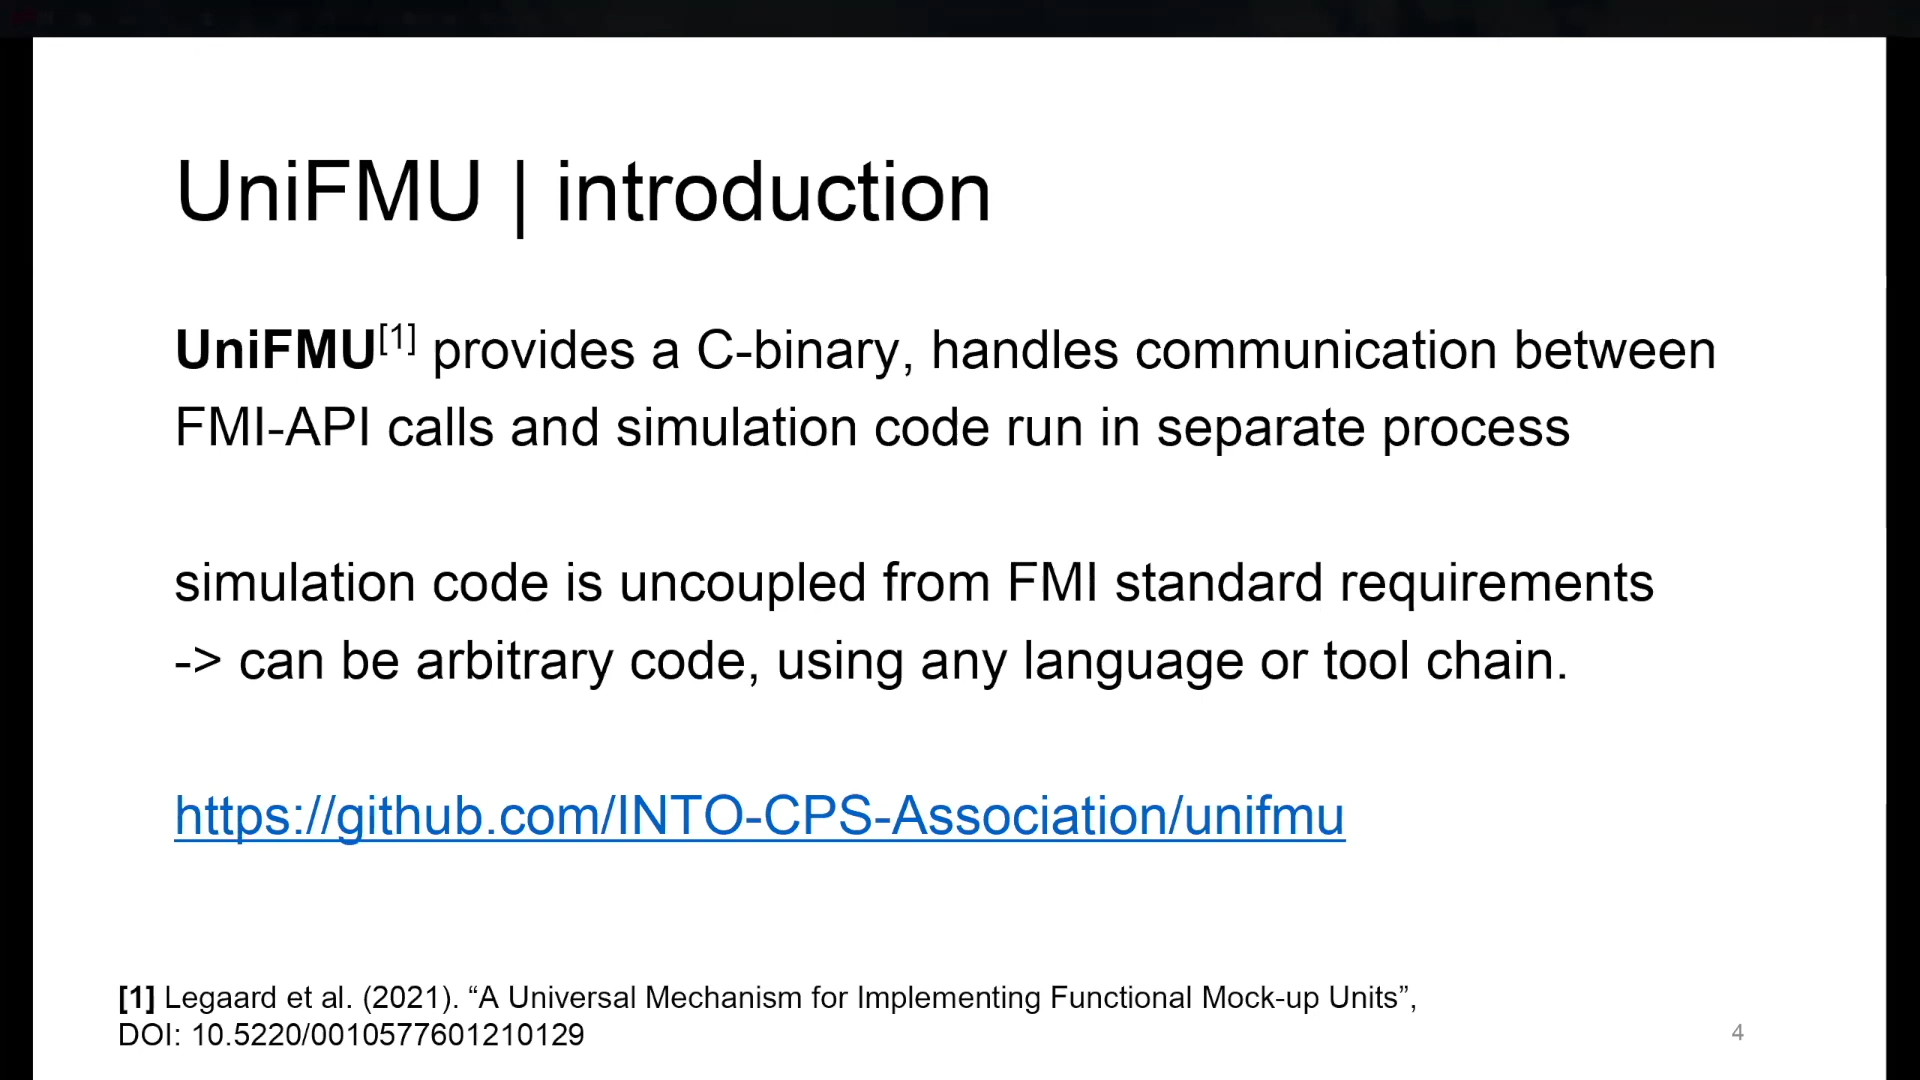 UniFMU | introduction
UniFMU[1] provides a C-binary, handles communication between
FMI-API calls and simulation code run in separate process
simulation code is uncoupled from FMI standard requirements
-> can be arbitrary code, using any language or tool chain.
https://github.com/INTO-CPS-Association/unifmu
[1] Legaard et al. (2021). “A Universal Mechanism for Implementing Functional Mock-up Units”,
DOI: 10.5220/0010577601210129
4